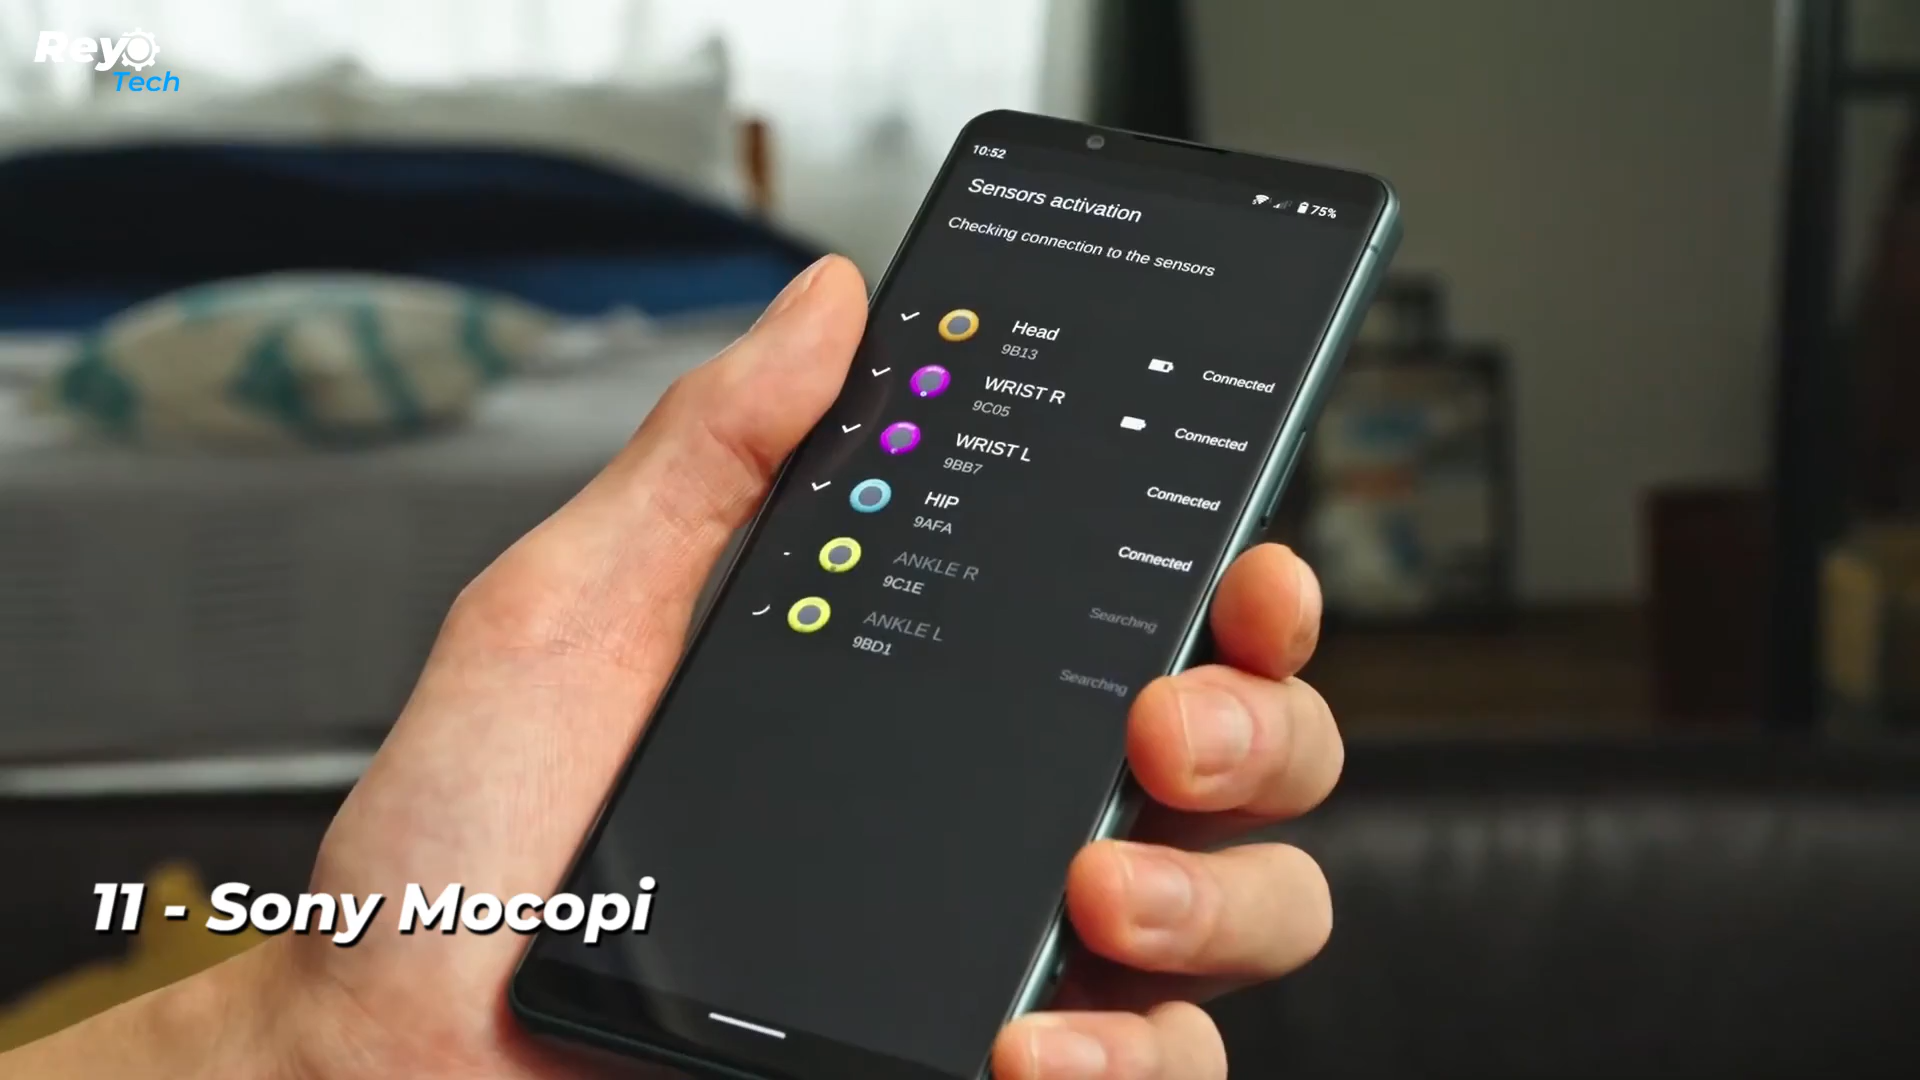 Reyo
Tech
10:52
75%
Sensors activation
Checking connection to the sensors
Head
9B13
Connected
WRIST R
9C05
Connected
WRIST L
9BB7
Connected
HIP
9AFA
Connected
ANKLE R
9C1E
Searching
ANKLE L
9BD1
Searching
11 - Sony Mocopi